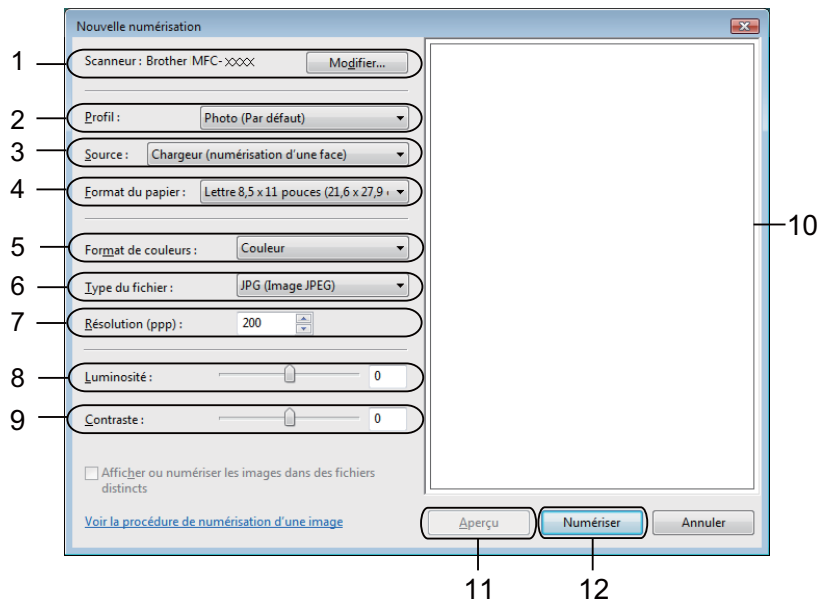 Nouvelle numérisation
1
Scanneur : Brother MFC-xxxx
Modifier...
2
Profil :
Photo (Par défaut)
3
Source :
Chargeur (numérisation d'une face)
4
Format du papier :
Lettre 8,5 x 11 pouces (21,6 x 27,9
5
Format de couleurs :
Couleur
6
Type du fichier :
JPG (Image JPEG)
7
Résolution (ppp) :
200
8
Luminosité :
0
9
Contraste :
0
10
Afficher ou numériser les images dans des fichiers
distincts
Voir la procédure de numérisation d'une image
Aperçu
Numériser
Annuler
11
12